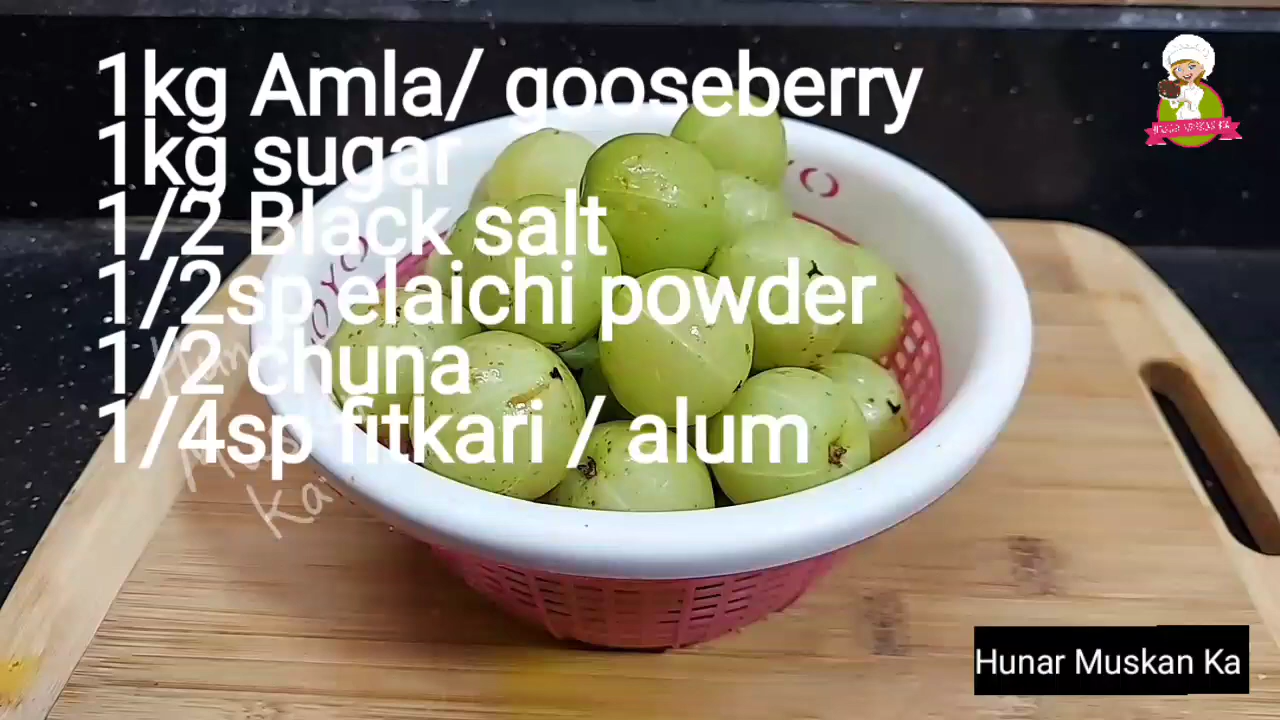 1kg Amla/ gooseberry
1kg sugar
1/2 Black salt
1/2sp elaichi powder
1/2 chuna
1/4sp fitkari / alum
Ka
Hunar Muskan Ka